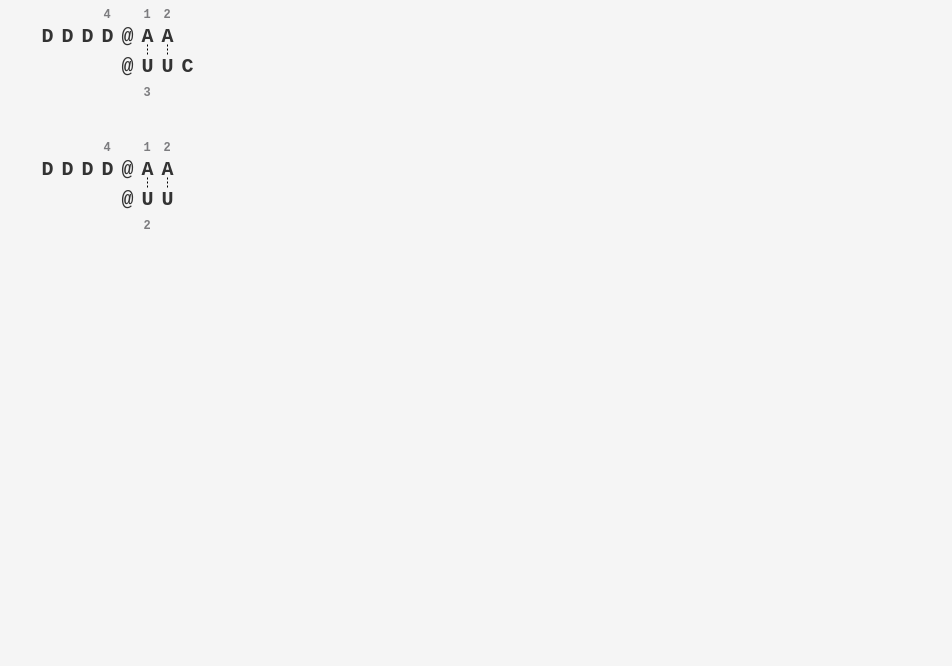 4 1 2
D D D D @ A A
@ U U C
3
4 1 2
D D D D @ A A
@ U U
2